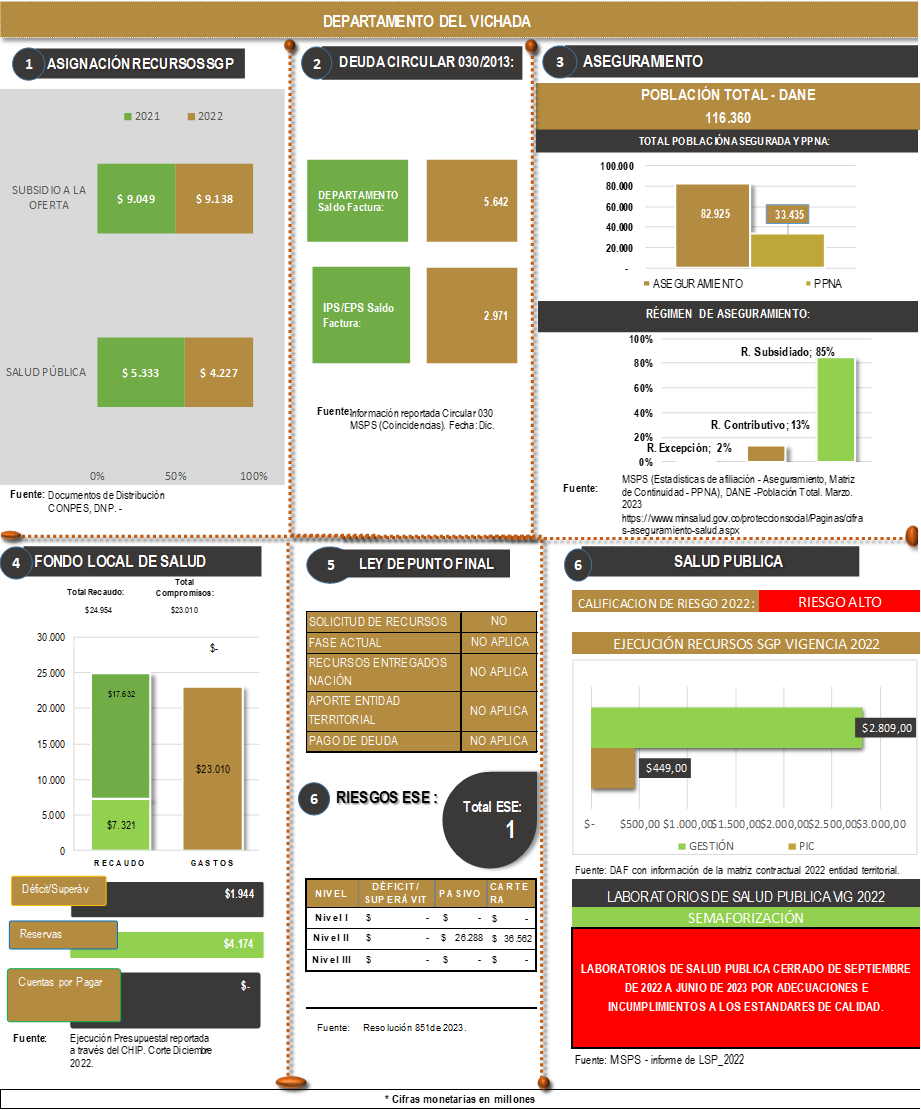 DEPARTAMENTO DEL VICHADA
1 ASIGNACIÓN RECURSOS SGP
2021 2022
SUBSIDIO A LA
OFERTA
$ 9.049 $ 9.138
SALUD PÚBLICA
$ 5.333 $ 4.227
0% 50% 100%
Fuente: Documentos de Distribución
CONPES, DNP. -
2 DEUDA CIRCULAR 030/2013:
DEPARTAMENTO
Saldo Factura:
5.642
IPS/EPS Saldo
Factura:
2.971
Fuente: Información reportada Circular 030
MSPS (Coincidencias). Fecha: Dic.
3 ASEGURAMIENTO
POBLACIÓN TOTAL - DANE
116.360
TOTAL POBLACIÓN ASEGURADA Y PPNA:
100.000
80.000
60.000
40.000
20.000
-
82.925
33.435
ASEGURAMIENTO PPNA
RÉGIMEN DE ASEGURAMIENTO:
100%
80%
60%
40%
20%
0%
R. Subsidiado; 85%
R. Contributivo; 13%
R. Excepción; 2%
Fuente: MSPS (Estadisticas de afiliación - Aseguramiento, Matriz
de Continuidad - PPNA), DANE -Población Total. Marzo.
2023
https://www.minsalud.gov.co/proteccionsocial/Paginas/cifra
s-aseguramiento-salud.aspx
4 FONDO LOCAL DE SALUD
Total Recaudo:
$24.954
Total
Compromisos:
$23.010
30.000
25.000
20.000
15.000
10.000
5.000
0
$-
$17.632
$7.321
$23.010
RECAUDO GASTOS
Déficit/Superáv $1.944
Reservas $4.174
Cuentas por Pagar $-
Fuente: Ejecución Presupuestal reportada
a través del CHIP. Corte Diciembre
2022.
5 LEY DE PUNTO FINAL
SOLICITUD DE RECURSOS NO
FASE ACTUAL NO APLICA
RECURSOS ENTREGADOS
NACIÓN NO APLICA
APORTE ENTIDAD
TERRITORIAL NO APLICA
PAGO DE DEUDA NO APLICA
6 RIESGOS ESE :
Total ESE:
1
NIVEL DÈFICIT/
SUPERÁVIT PASIVO CARTE
RA
Nivel I $ - $ - $ -
Nivel II $ - $ 26.288 $ 36.562
Nivel III $ - $ - $ -
Fuente: Resolución 851de 2023.
6 SALUD PUBLICA
CALIFICACION DE RIESGO 2022: RIESGO ALTO
EJECUCIÓN RECURSOS SGP VIGENCIA 2022
$2.809,00
$449,00
$- $500,00 $1.000,00 $1.500,00 $2.000,00 $2.500,00 $3.000,00
GESTIÓN PIC
Fuente: DAF con información de la matriz contractual 2022 entidad territorial.
LABORATORIOS DE SALUD PUBLICA VIG 2022
SEMAFORIZACIÓN
LABORATORIOS DE SALUD PUBLICA CERRADO DE SEPTIEMBRE
DE 2022 A JUNIO DE 2023 POR ADECUACIONES E
INCUMPLIMIENTOS A LOS ESTANDARES DE CALIDAD.
Fuente: MSPS - informe de LSP_2022
* Cifras monetarias en millones